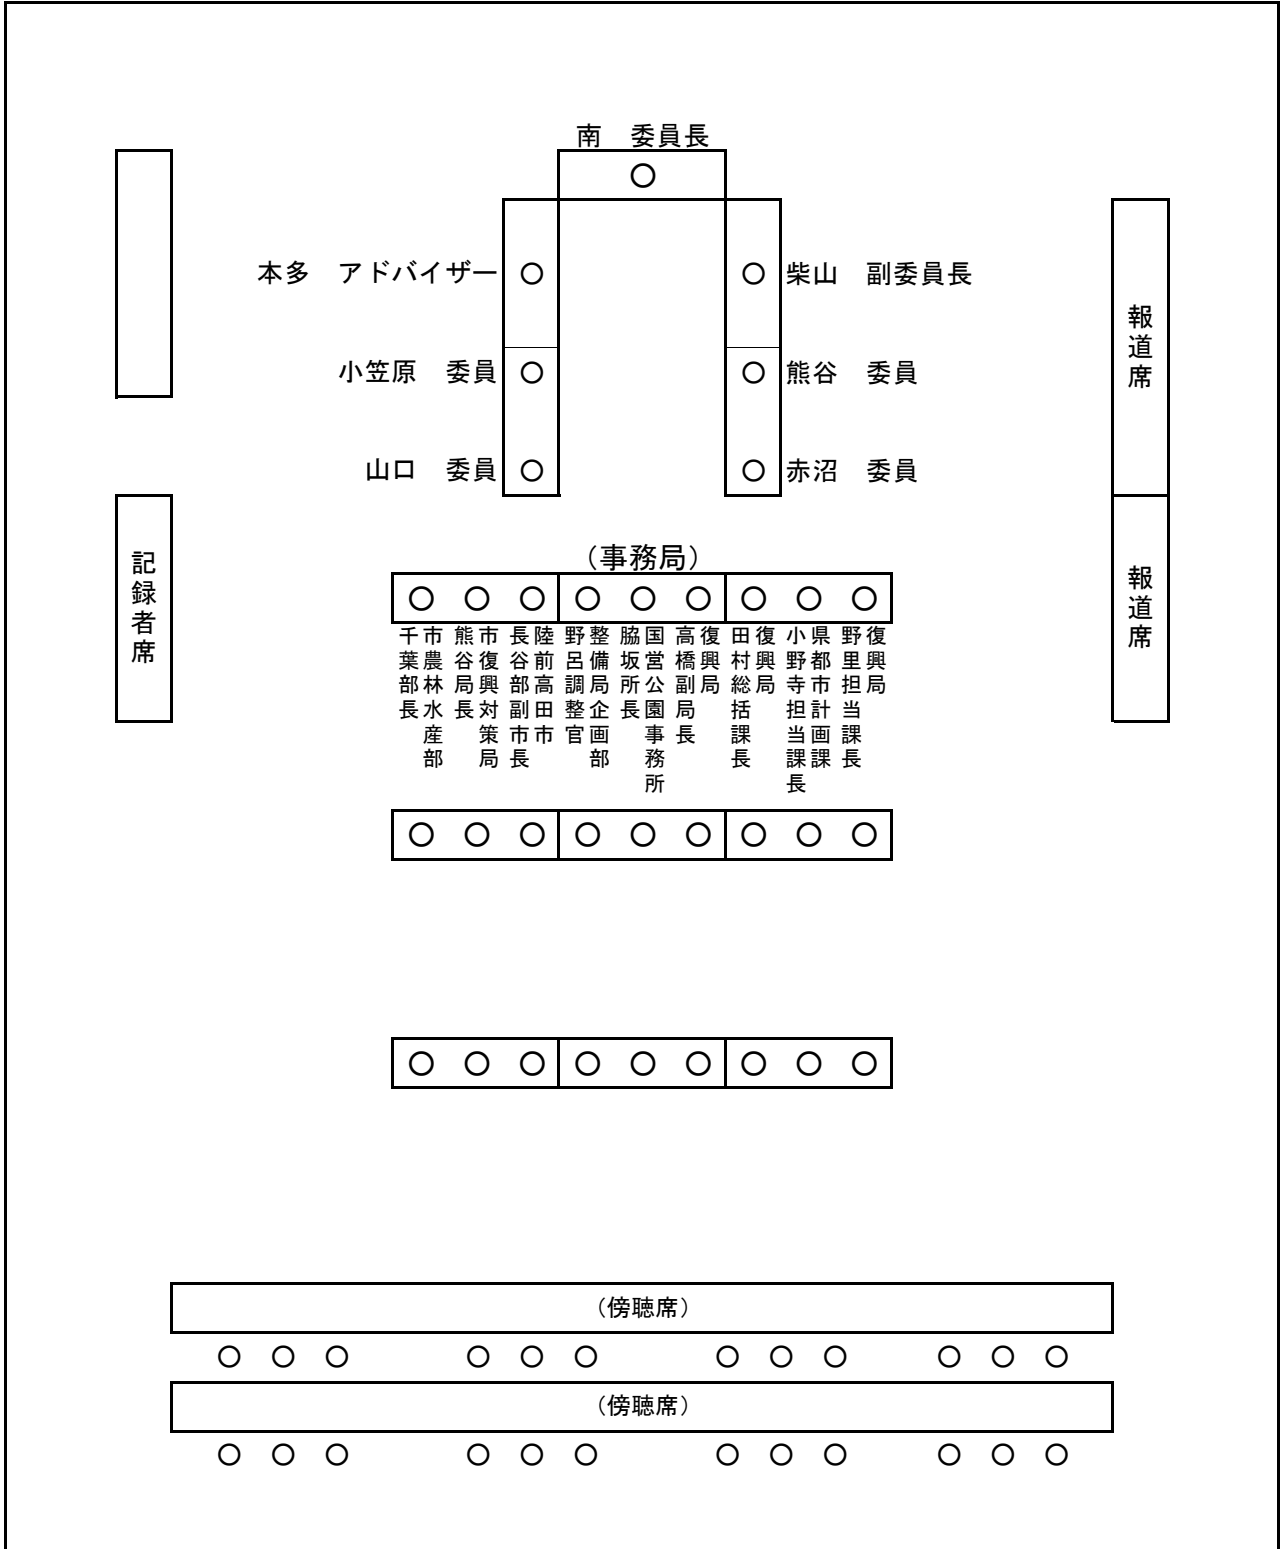 南　委員長
本多　アドバイザー
柴山　副委員長
小笠原　委員
熊谷　委員
山口　委員
赤沼　委員
報道席
記録者席
報道席
（事務局）
復興局
野里担当課長
県都市計画課
小野寺担当課長
復興局
田村総括課長
復興局
高橋副局長
国営公園事務所
脇坂所長
整備局企画部
野呂調整官
陸前高田市
長谷部副市長
市復興対策局
熊谷局長
市農林水産部
千葉部長
（傍聴席）
（傍聴席）